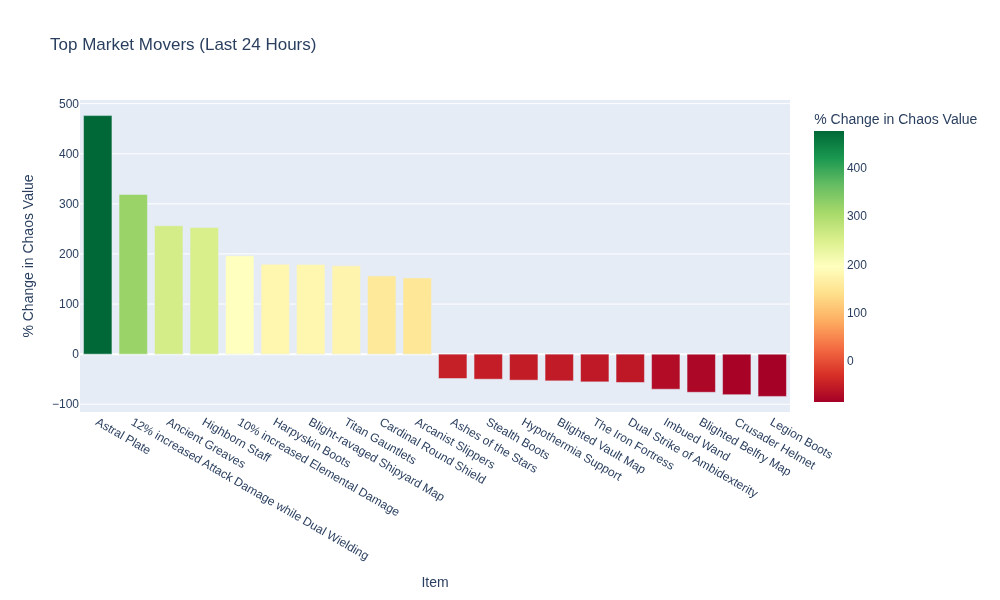 Top Market Movers (Last 24 Hours)
% Change in Chaos Value
500
400
300
200
100
0
−100
% Change in Chaos Value
400
300
200
100
0
Astral Plate
12% increased Attack Damage while Dual Wielding
Ancient Greaves
Highborn Staff
10% increased Elemental Damage
Harpyskin Boots
Blight-ravaged Shipyard Map
Titan Gauntlets
Cardinal Round Shield
Arcanist Slippers
Ashes of the Stars
Stealth Boots
Hypothermia Support
Blighted Vault Map
The Iron Fortress
Dual Strike of Ambidexterity
Imbued Wand
Blighted Belfry Map
Crusader Helmet
Legion Boots
Item